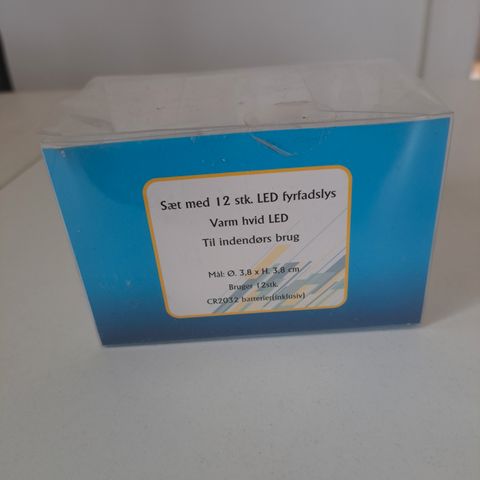 Sæt med 12 stk. LED fyrfadslys
Varm hvid LED
Til indendørs brug
Mål: Ø. 3,8 x H. 3,8 cm
Bruger 12stk.
CR2032 batterier(inklusiv)